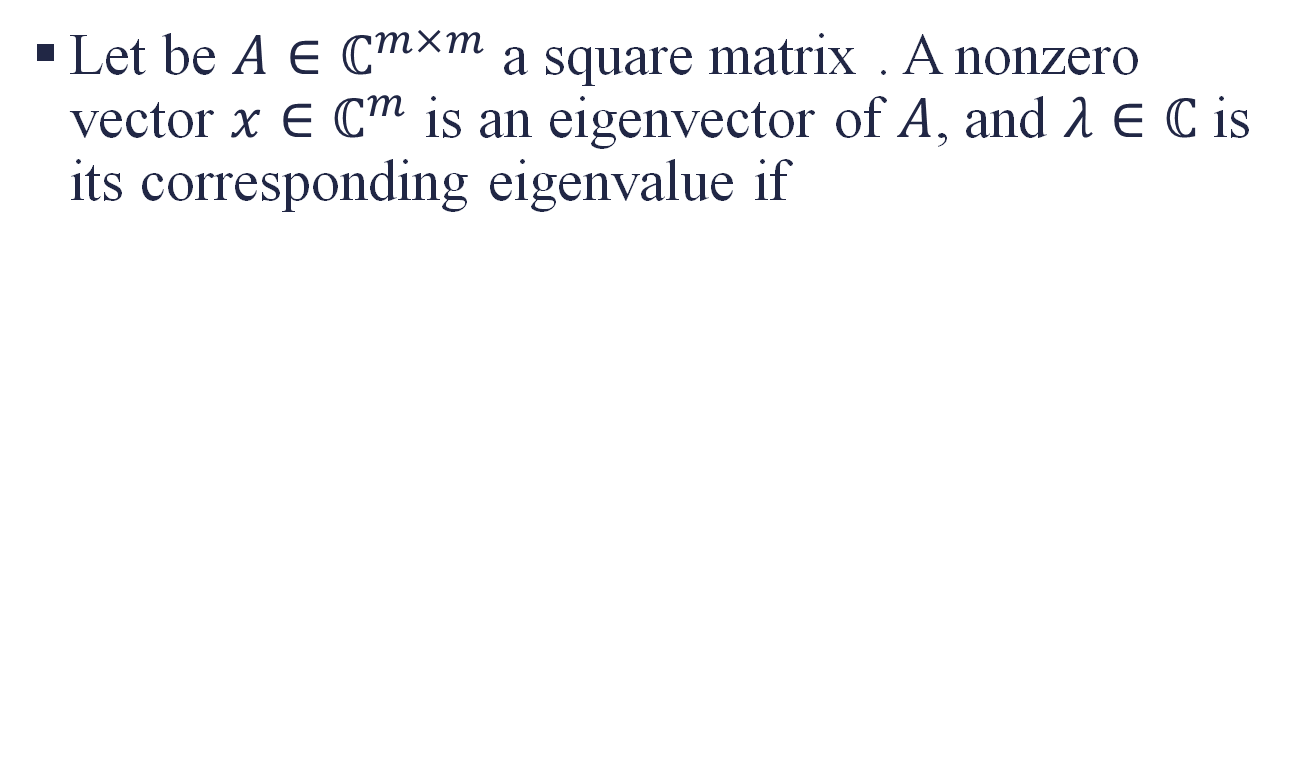 ▪ Let be 𝐴 ∈ ℂ^{𝑚×𝑚} a square matrix . A nonzero
vector 𝑥 ∈ ℂ^𝑚 is an eigenvector of 𝐴, and 𝜆 ∈ ℂ is
its corresponding eigenvalue if